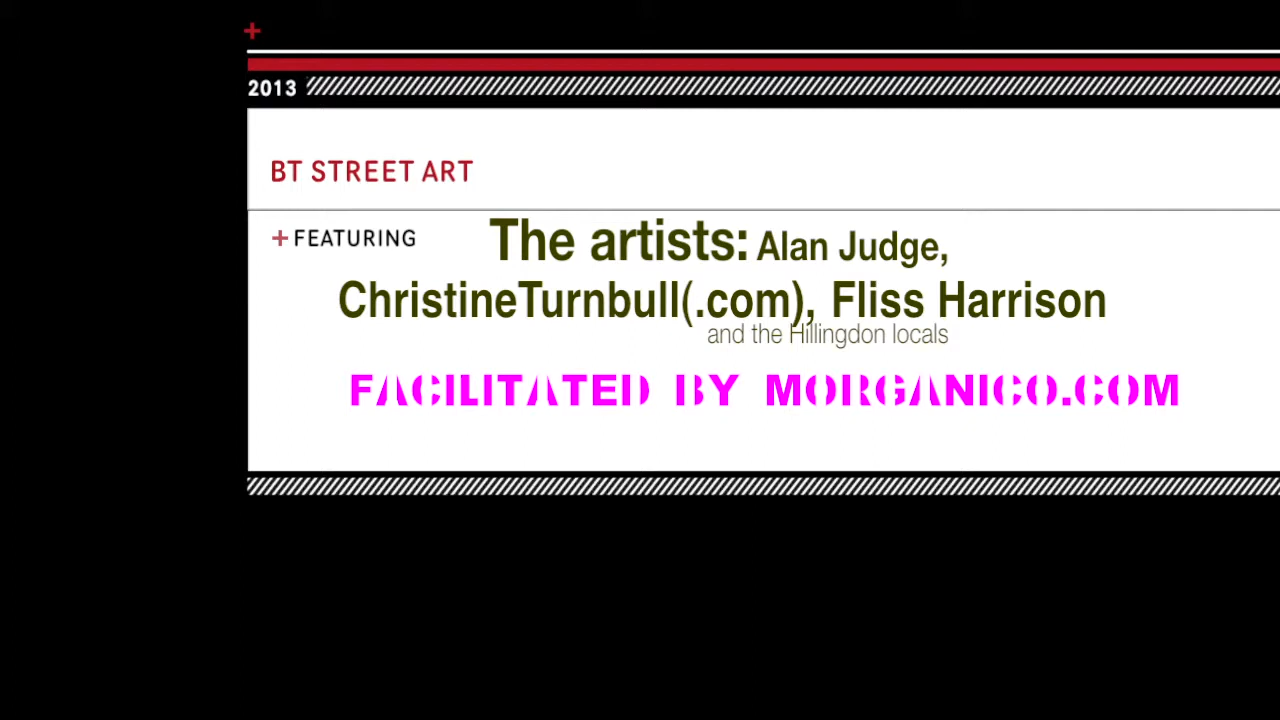 2013
BT STREET ART
+FEATURING
The artists: Alan Judge,
ChristineTurnbull(.com), Fliss Harrison
and the Hillingdon locals
FACILITATED BY MORGANICO.COM